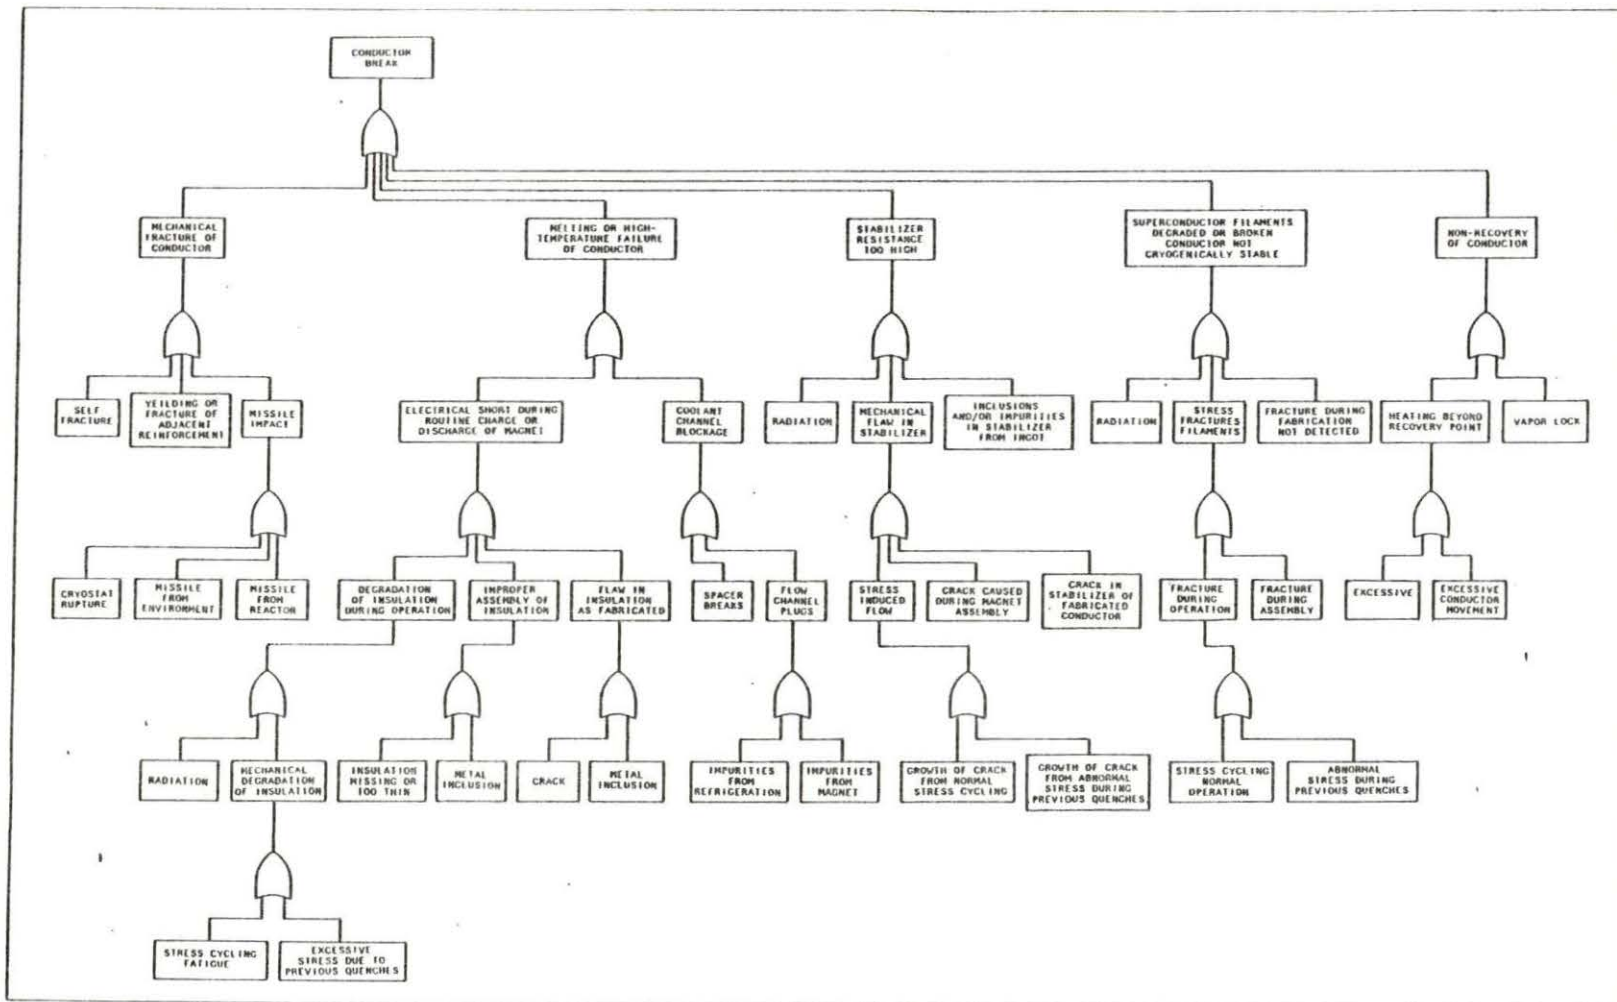 CONDUCTOR
BREAK
MECHANICAL
FRACTURE OF
CONDUCTOR
MELTING OR HIGH-
TEMPERATURE FAILURE
OF CONDUCTOR
STABILIZER
RESISTANCE
TOO HIGH
SUPERCONDUCTOR FILAMENTS
DEGRADED OR BROKEN
CONDUCTOR NOT
CRYOGENICALLY STABLE
NON-RECOVERY
OF CONDUCTOR
SELF
FRACTURE
YEILDING OR
FRACTURE OF
ADJACENT
REINFORCEMENT
MISSILE
IMPACT
ELECTRICAL SHORT DURING
ROUTINE CHARGE OR
DISCHARGE OF MAGNET
COOLANT
CHANNEL
BLOCKAGE
RADIATION
MECHANICAL
FLAW IN
STABILIZER
INCLUSIONS
AND/OR IMPURITIES
IN STABILIZER
FROM INGOT
RADIATION
STRESS
FRACTURES
FILAMENTS
FRACTURE DURING
FABRICATION
NOT DETECTED
HEATING BEYOND
RECOVERY POINT
VAPOR LOCK
CRYOSTAT
RUPTURE
MISSILE
FROM
ENVIRONMENT
MISSILE
FROM
REACTOR
DEGRADATION
OF INSULATION
DURING OPERATION
IMPROPER
ASSEMBLY OF
INSULATION
FLAW IN
INSULATION
AS FABRICATED
SPACER
BREAKS
FLOW
CHANNEL
PLUGS
STRESS
INDUCED
FLOW
CRACK CAUSED
DURING MAGNET
ASSEMBLY
CRACK IN
STABILIZER OF
FABRICATED
CONDUCTOR
FRACTURE
DURING
OPERATION
FRACTURE
DURING
ASSEMBLY
EXCESSIVE
EXCESSIVE
CONDUCTOR
MOVEMENT
RADIATION
MECHANICAL
DEGRADATION
OF INSULATION
INSULATION
MISSING OR
TOO THIN
METAL
INCLUSION
CRACK
METAL
INCLUSION
IMPURITIES
FROM
REFRIGERATION
IMPURITIES
FROM
MAGNET
GROWTH OF CRACK
FROM NORMAL
STRESS CYCLING
GROWTH OF CRACK
FROM ABNORMAL
STRESS DURING
PREVIOUS QUENCHES
STRESS CYCLING
NORMAL
OPERATION
ABNORMAL
STRESS DURING
PREVIOUS QUENCHES
STRESS CYCLING
FATIGUE
EXCESSIVE
STRESS DUE TO
PREVIOUS QUENCHES